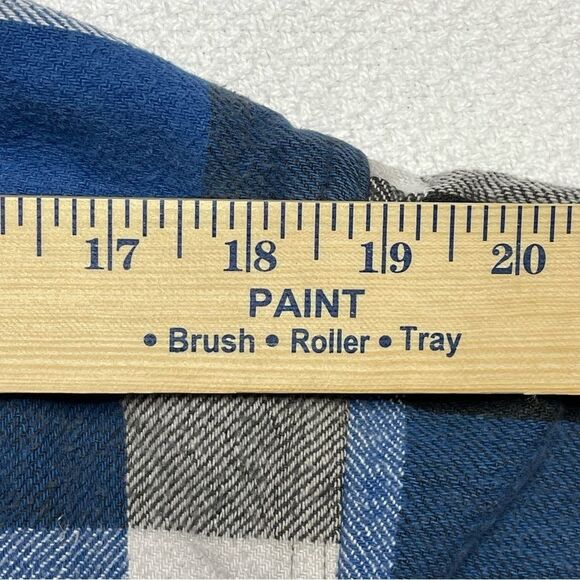 17 18 19 20
PAINT
• Brush • Roller • Tray